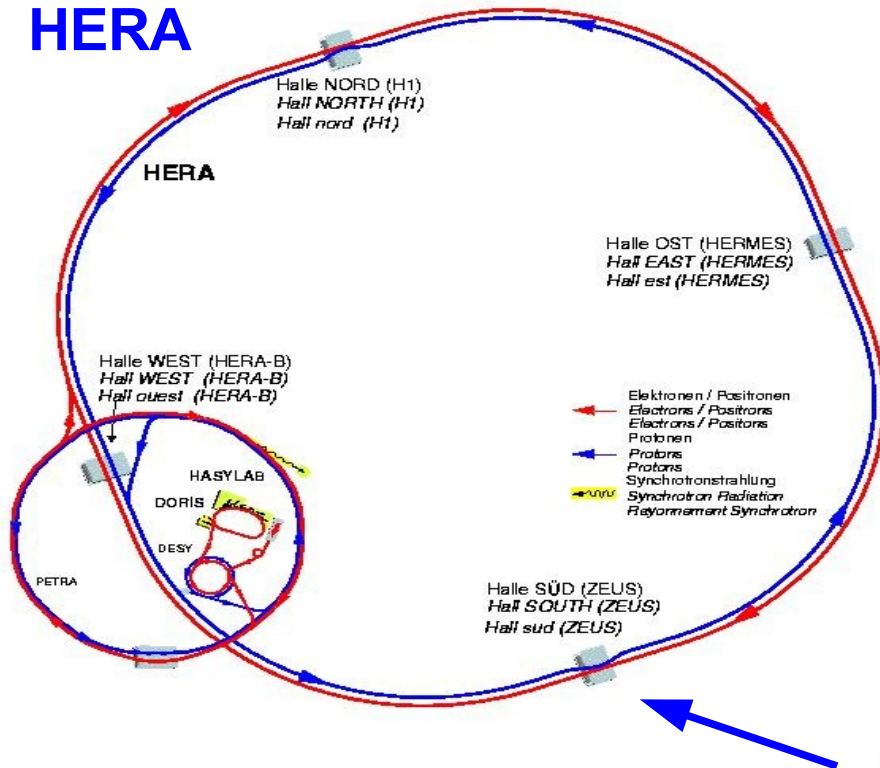 HERA
Halle NORD (H1)
Hall NORTH (H1)
Hall nord (H1)
HERA
Halle OST (HERMES)
Hall EAST (HERMES)
Hall est (HERMES)
Halle WEST (HERA-B)
Hall WEST (HERA-B)
Hall ouest (HERA-B)
Elektronen / Positronen
Electrons / Positrons
Electrons / Positons
Protonen
Protons
Protons
Synchrotronstrahlung
Synchrotron Radiation
Rayonnement Synchrotron
HASYLAB
DORIS
DESY
PETRA
Halle SÜD (ZEUS)
Hall SOUTH (ZEUS)
Hall sud (ZEUS)